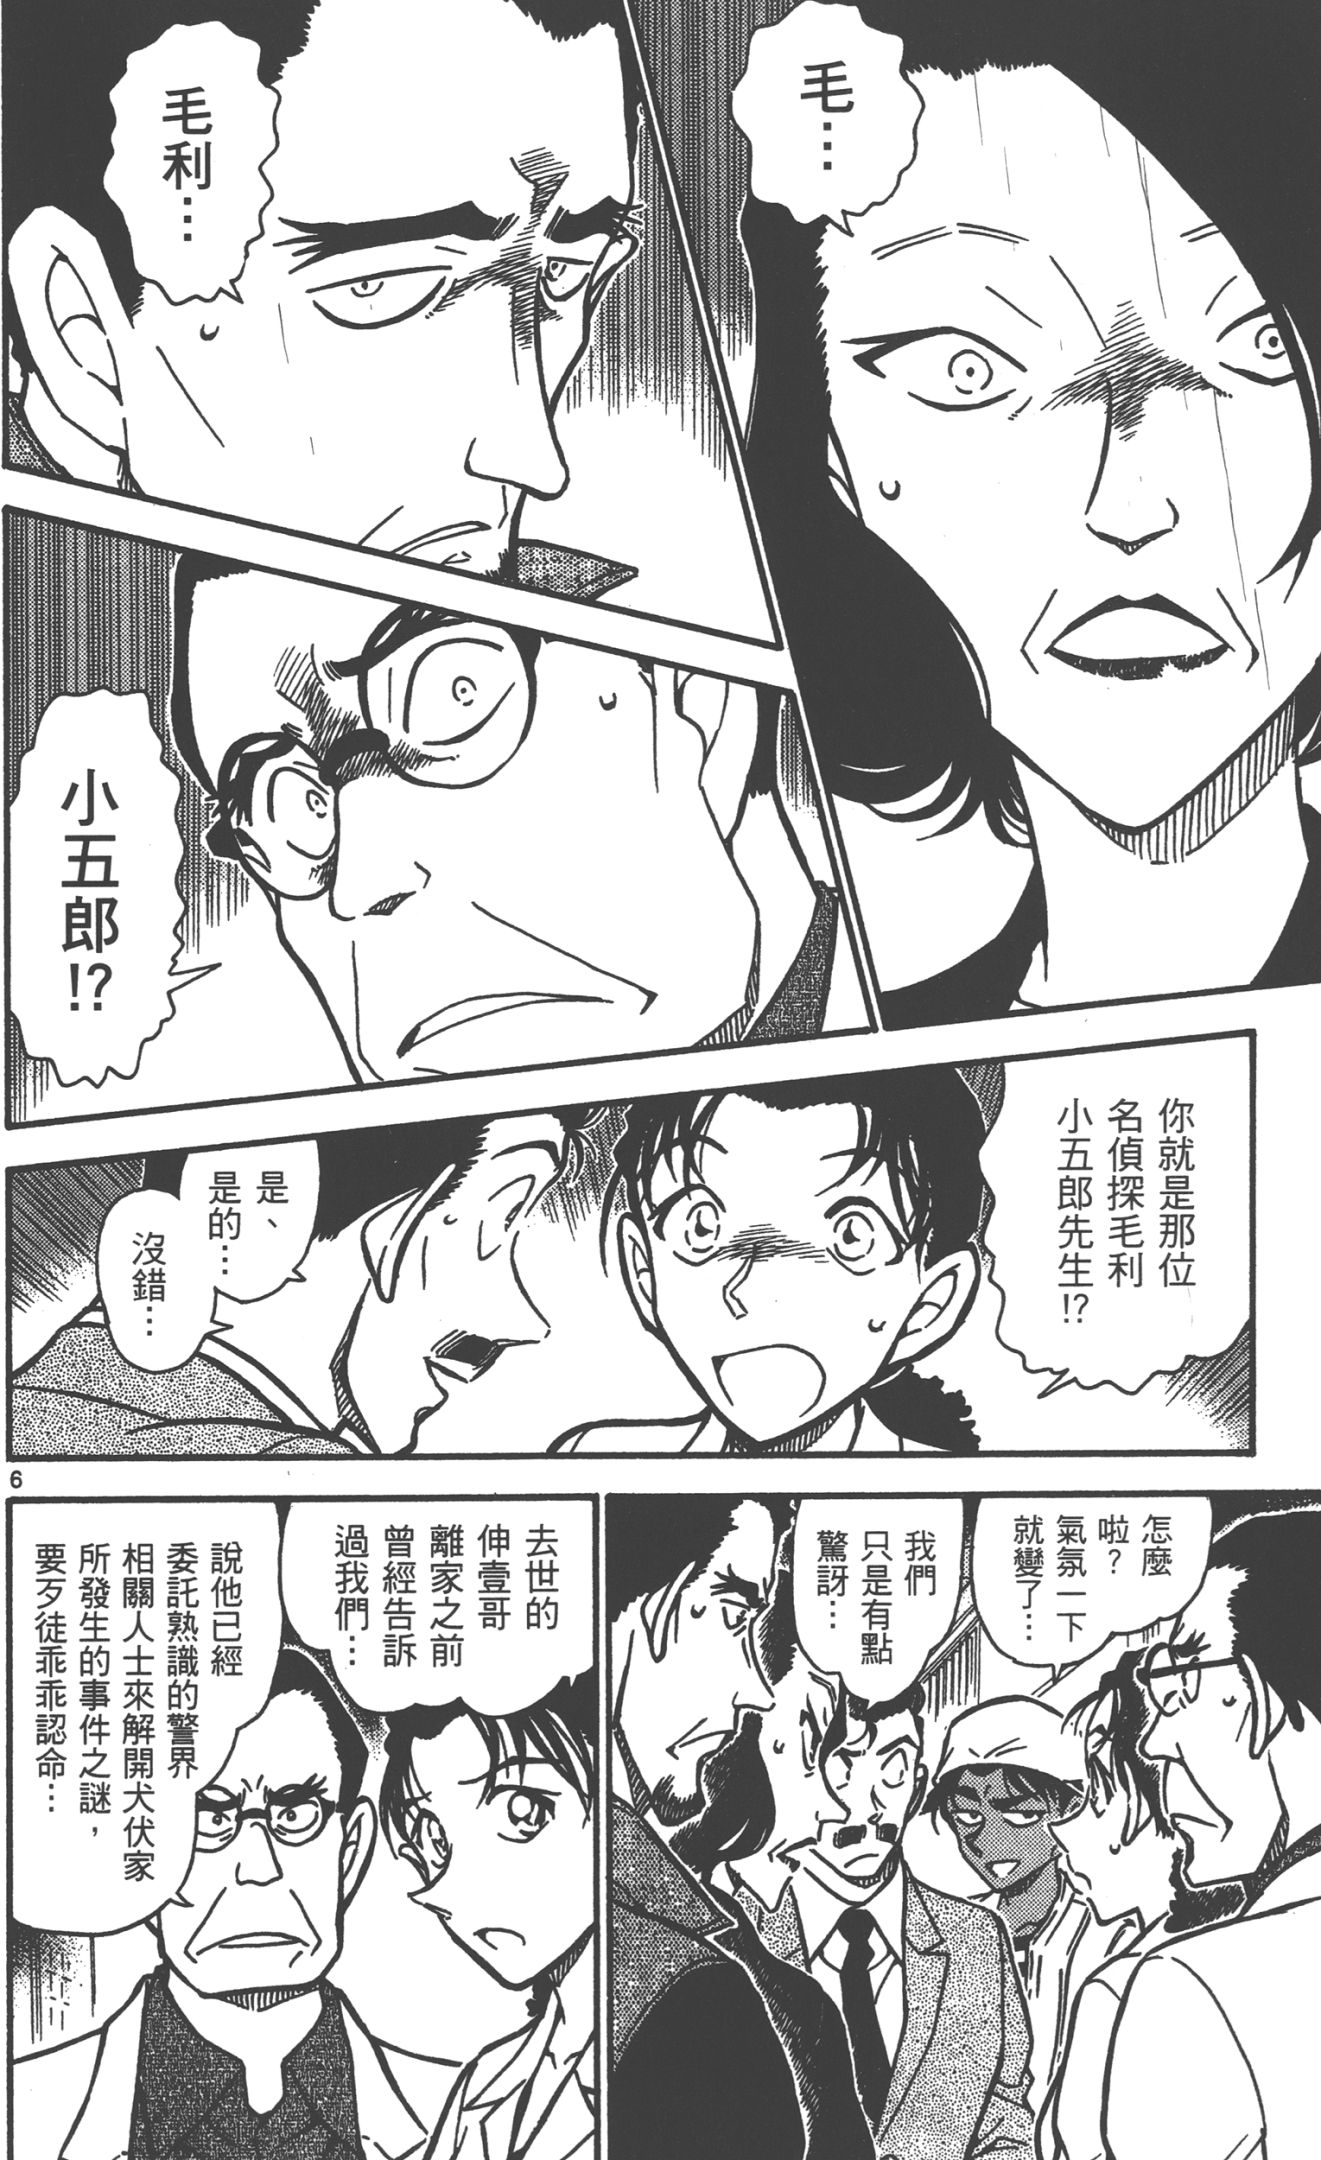 毛…
毛利…
小五郎!?
你就是那位
名偵探毛利
小五郎先生!?
是、
是的…
沒錯…
怎麼
啦？
氣氛一下
就變了…
我們
只是有點
驚訝…
去世的
伸壹哥
離家之前
曾經告訴
過我們…
說他已經
委託熟識的警界
相關人士來解開犬伏家
所發生的事件之謎，
要歹徒乖乖認命…
6